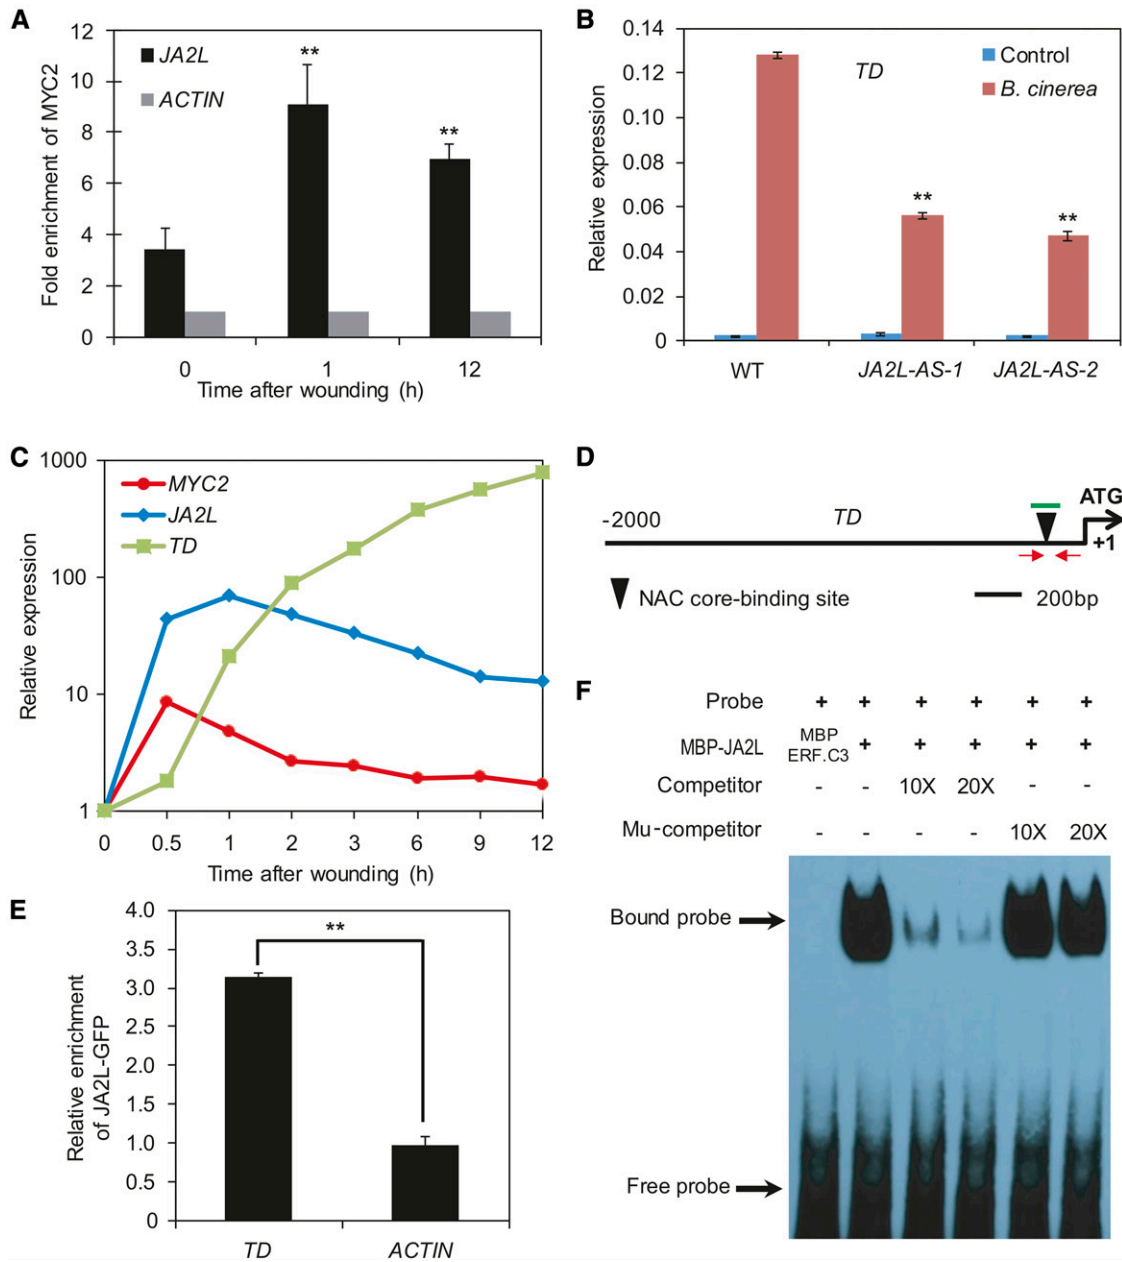 A
12
10
8
6
4
2
0
Fold enrichment of MYC2
JA2L
ACTIN
**
**
0 1 12
Time after wounding (h)
B
0.14
0.12
0.10
0.08
0.06
0.04
0.02
0
Relative expression
TD
Control
B. cinerea
**
**
WT JA2L-AS-1 JA2L-AS-2
C
1000
100
10
1
Relative expression
MYC2
JA2L
TD
0 0.5 1 2 3 6 9 12
Time after wounding (h)
D
-2000 TD ATG
+1
NAC core-binding site 200bp
E
4.0
3.5
3.0
2.5
2.0
1.5
1.0
0.5
0
Relative enrichment
of JA2L-GFP
**
TD ACTIN
F
Probe + + + + + +
MBP-JA2L MBP ERF.C3 + + + + +
Competitor - - 10X 20X - -
Mu-competitor - - - - 10X 20X
Bound probe
Free probe